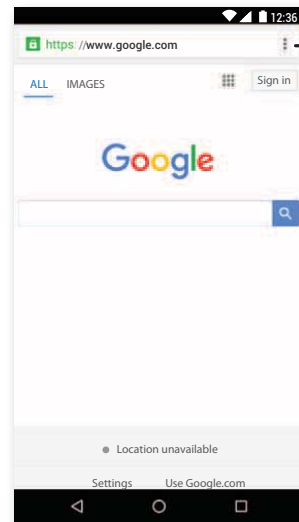 12:36
https://www.google.com
ALL IMAGES Sign in
Google
Location unavailable
Settings Use Google.com